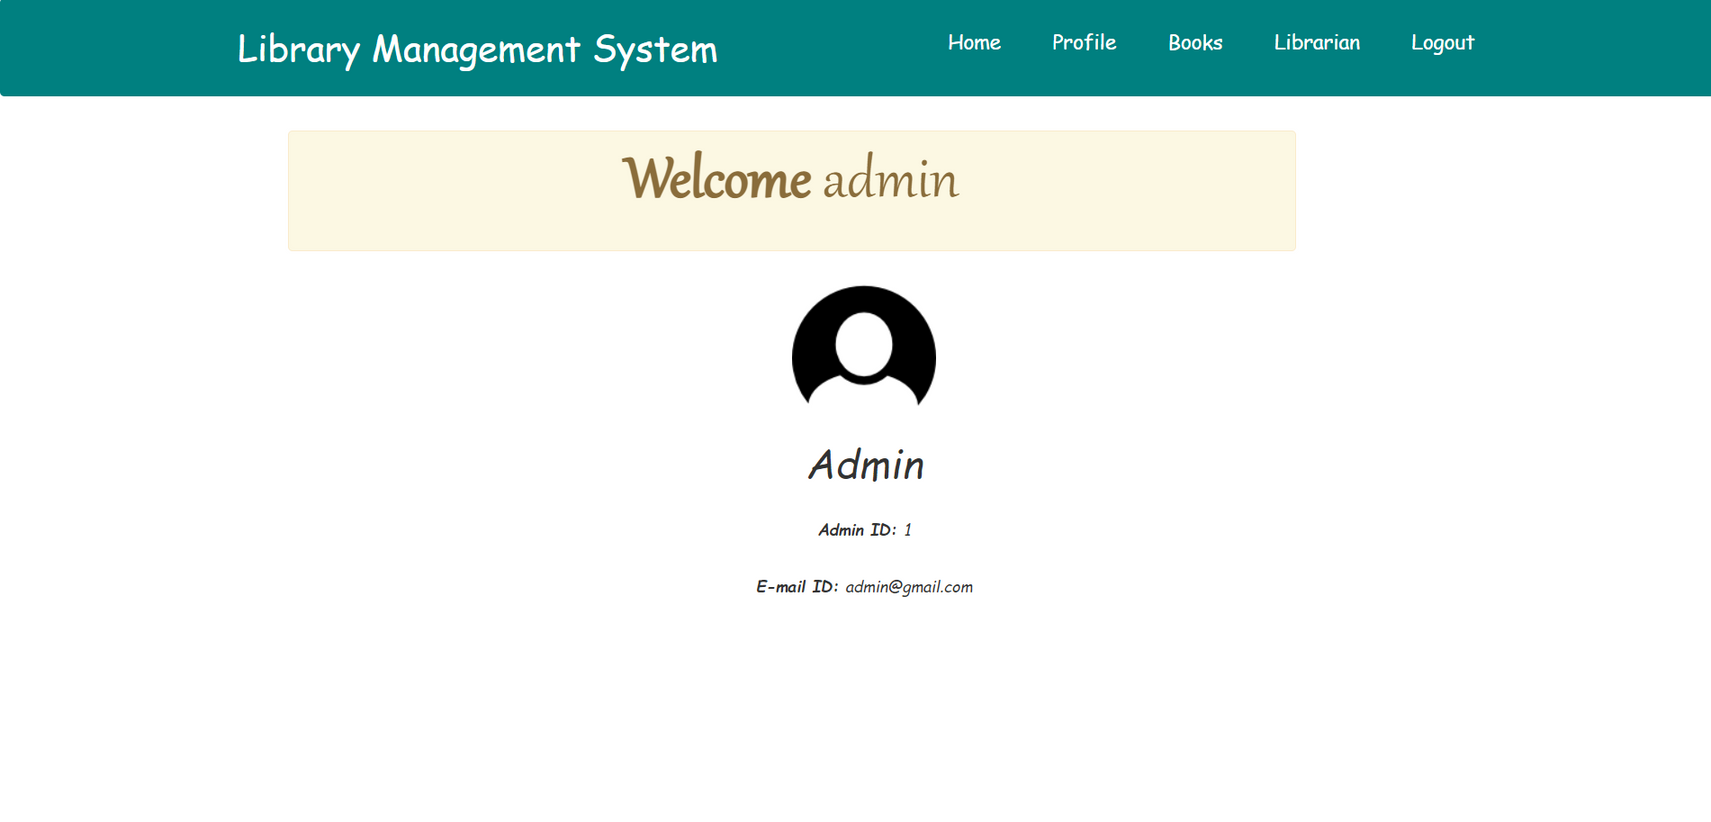 Library Management System
Home Profile Books Librarian Logout
Welcome admin
Admin
Admin ID: 1
E-mail ID: admin@gmail.com